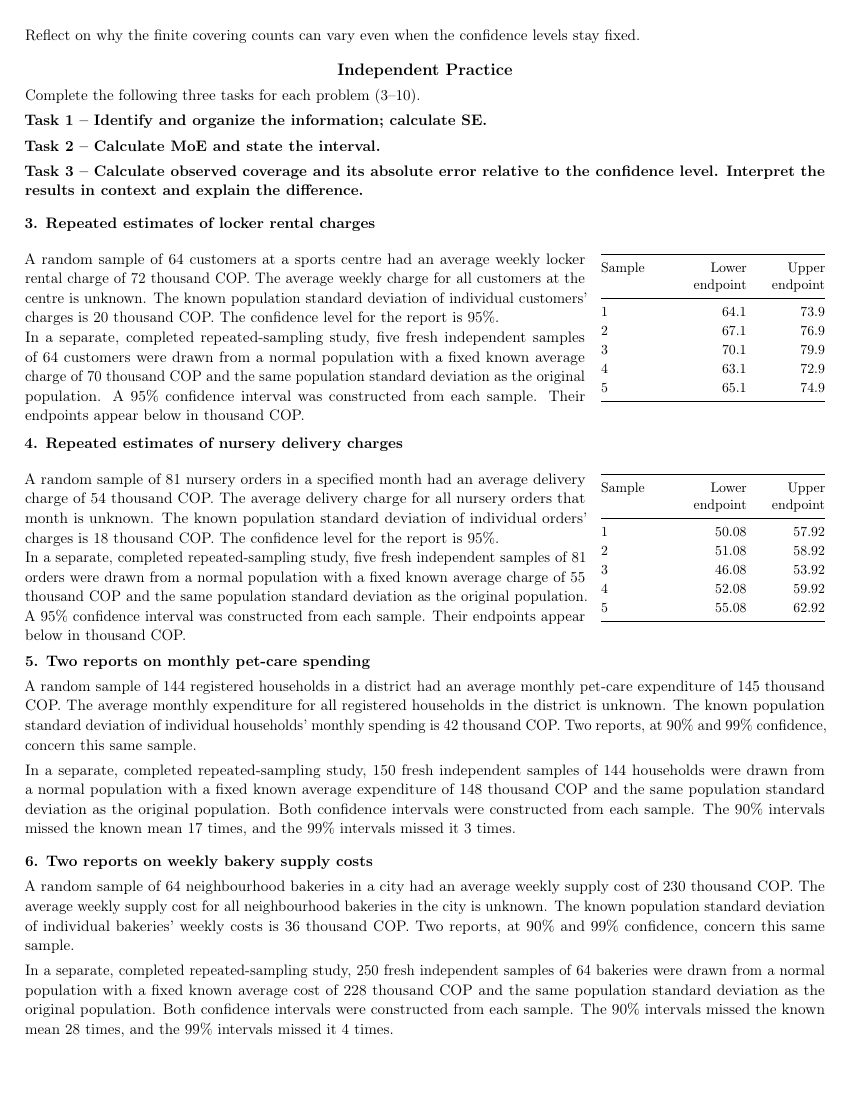 Reflect on why the finite covering counts can vary even when the confidence levels stay fixed.
Independent Practice
Complete the following three tasks for each problem (3–10).
Task 1 – Identify and organize the information; calculate SE.
Task 2 – Calculate MoE and state the interval.
Task 3 – Calculate observed coverage and its absolute error relative to the confidence level. Interpret the
results in context and explain the difference.
3. Repeated estimates of locker rental charges
A random sample of 64 customers at a sports centre had an average weekly locker
rental charge of 72 thousand COP. The average weekly charge for all customers at the
centre is unknown. The known population standard deviation of individual customers'
charges is 20 thousand COP. The confidence level for the report is 95%.
In a separate, completed repeated-sampling study, five fresh independent samples
of 64 customers were drawn from a normal population with a fixed known average
charge of 70 thousand COP and the same population standard deviation as the original
population. A 95% confidence interval was constructed from each sample. Their
endpoints appear below in thousand COP.
Sample Lower Upper
endpoint endpoint
1 64.1 73.9
2 67.1 76.9
3 70.1 79.9
4 63.1 72.9
5 65.1 74.9
4. Repeated estimates of nursery delivery charges
A random sample of 81 nursery orders in a specified month had an average delivery
charge of 54 thousand COP. The average delivery charge for all nursery orders that
month is unknown. The known population standard deviation of individual orders'
charges is 18 thousand COP. The confidence level for the report is 95%.
In a separate, completed repeated-sampling study, five fresh independent samples of 81
orders were drawn from a normal population with a fixed known average charge of 55
thousand COP and the same population standard deviation as the original population.
A 95% confidence interval was constructed from each sample. Their endpoints appear
below in thousand COP.
Sample Lower Upper
endpoint endpoint
1 50.08 57.92
2 51.08 58.92
3 46.08 53.92
4 52.08 59.92
5 55.08 62.92
5. Two reports on monthly pet-care spending
A random sample of 144 registered households in a district had an average monthly pet-care expenditure of 145 thousand
COP. The average monthly expenditure for all registered households in the district is unknown. The known population
standard deviation of individual households' monthly spending is 42 thousand COP. Two reports, at 90% and 99% confidence,
concern this same sample.
In a separate, completed repeated-sampling study, 150 fresh independent samples of 144 households were drawn from
a normal population with a fixed known average expenditure of 148 thousand COP and the same population standard
deviation as the original population. Both confidence intervals were constructed from each sample. The 90% intervals
missed the known mean 17 times, and the 99% intervals missed it 3 times.
6. Two reports on weekly bakery supply costs
A random sample of 64 neighbourhood bakeries in a city had an average weekly supply cost of 230 thousand COP. The
average weekly supply cost for all neighbourhood bakeries in the city is unknown. The known population standard deviation
of individual bakeries' weekly costs is 36 thousand COP. Two reports, at 90% and 99% confidence, concern this same
sample.
In a separate, completed repeated-sampling study, 250 fresh independent samples of 64 bakeries were drawn from a normal
population with a fixed known average cost of 228 thousand COP and the same population standard deviation as the
original population. Both confidence intervals were constructed from each sample. The 90% intervals missed the known
mean 28 times, and the 99% intervals missed it 4 times.